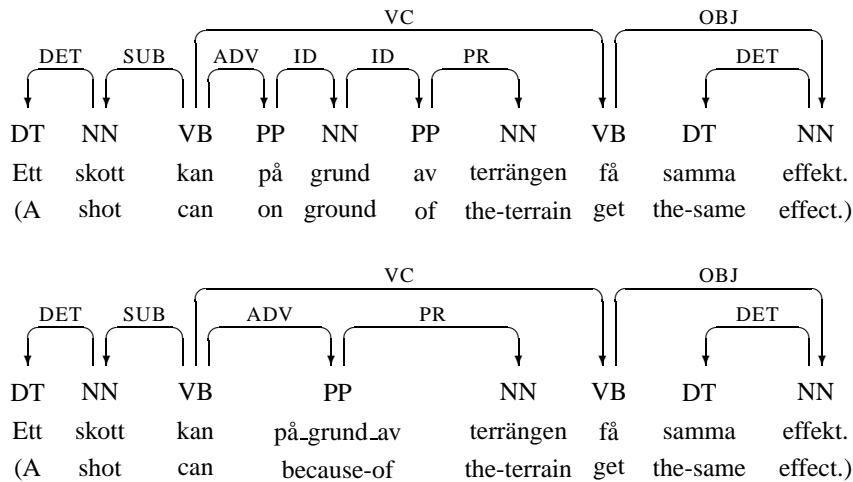 VC OBJ
DET SUB ADV ID ID PR DET
DT NN VB PP NN PP NN VB DT NN
Ett skott kan på grund av terrängen få samma effekt.
(A shot can on ground of the-terrain get the-same effect.)
VC OBJ
DET SUB ADV PR DET
DT NN VB PP NN VB DT NN
Ett skott kan på_grund_av terrängen få samma effekt.
(A shot can because-of the-terrain get the-same effect.)